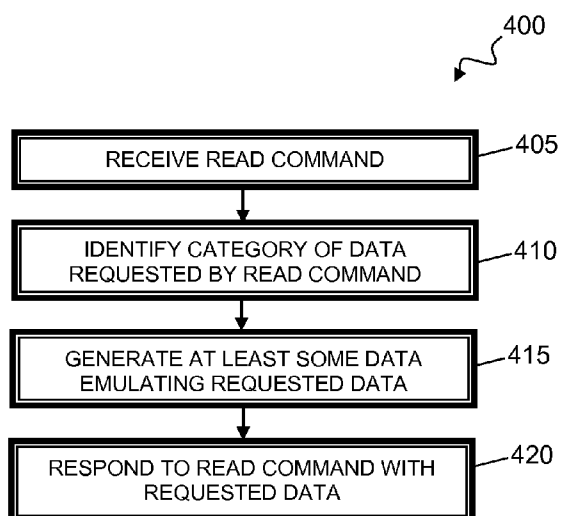 400
RECEIVE READ COMMAND
405
IDENTIFY CATEGORY OF DATA
REQUESTED BY READ COMMAND
410
GENERATE AT LEAST SOME DATA
EMULATING REQUESTED DATA
415
RESPOND TO READ COMMAND WITH
REQUESTED DATA
420